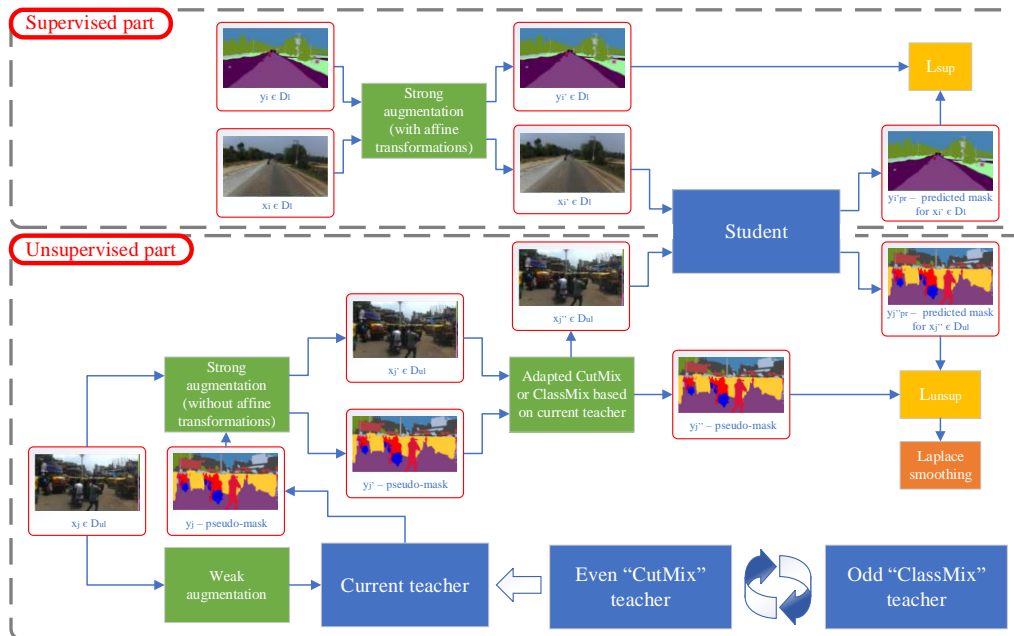 Supervised part
yi ϵ Dl
xi ϵ Dl
Strong
augmentation
(with affine
transformations)
yi' ϵ Dl
xi' ϵ Dl
Student
Lsup
yi'pr – predicted mask
for xi' ϵ Dl
Unsupervised part
xj ϵ Dul
Strong
augmentation
(without affine
transformations)
yj – pseudo-mask
Weak
augmentation
xj' ϵ Dul
yj' – pseudo-mask
Current teacher
Adapted CutMix
or ClassMix based
on current teacher
xj'' ϵ Dul
yj'' – pseudo-mask
yj''pr – predicted mask
for xj'' ϵ Dul
Lunsup
Laplace
smoothing
Even “CutMix”
teacher
Odd “ClassMix”
teacher